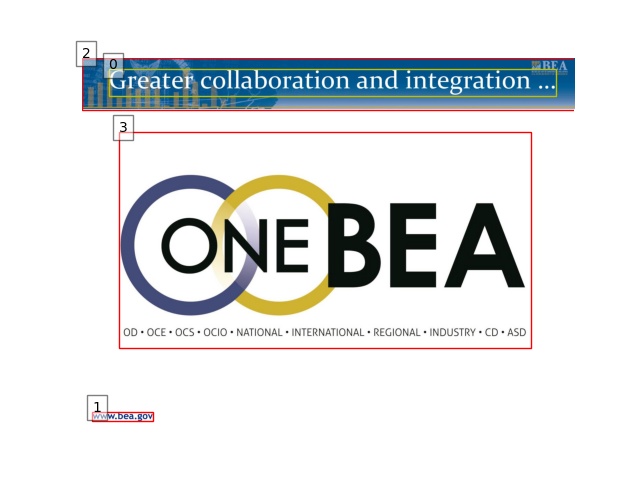 2
0
BEA
Greater collaboration and integration ...
3
ONE BEA
OD • OCE • OCS • OCIO • NATIONAL • INTERNATIONAL • REGIONAL • INDUSTRY • CD • ASD
1
www.bea.gov